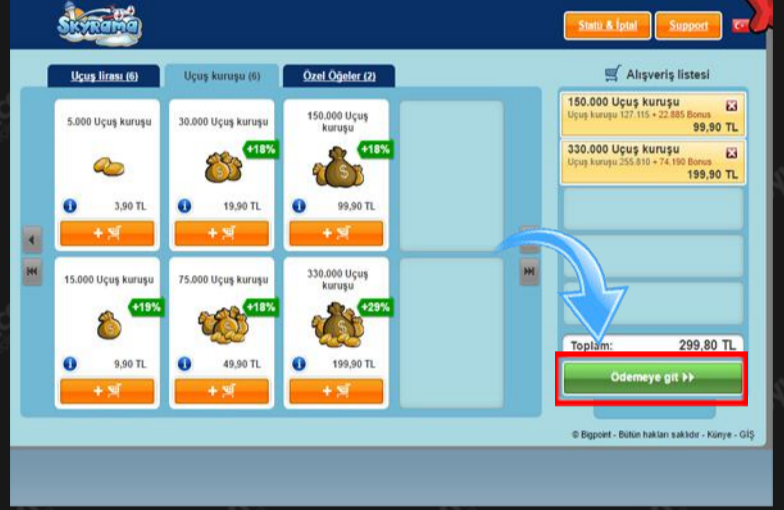 SKYRAMA
Statü & İptal
Support
Uçuş lirası (6)
Uçuş kuruşu (6)
Özel Öğeler (2)
Alışveriş listesi
5.000 Uçuş kuruşu
3,90 TL
30.000 Uçuş kuruşu
+18%
19,90 TL
150.000 Uçuş
kuruşu
+18%
99,90 TL
15.000 Uçuş kuruşu
+19%
9,90 TL
75.000 Uçuş kuruşu
+18%
49,90 TL
330.000 Uçuş
kuruşu
+29%
199,90 TL
150.000 Uçuş kuruşu
Uçuş kuruşu 127.115 + 22.885 Bonus
99,90 TL
330.000 Uçuş kuruşu
Uçuş kuruşu 255.810 + 74.190 Bonus
199,90 TL
Toplam:
299,80 TL
Ödemeye git
© Bigpoint - Bütün hakları saklıdır - Künye - GİŞ